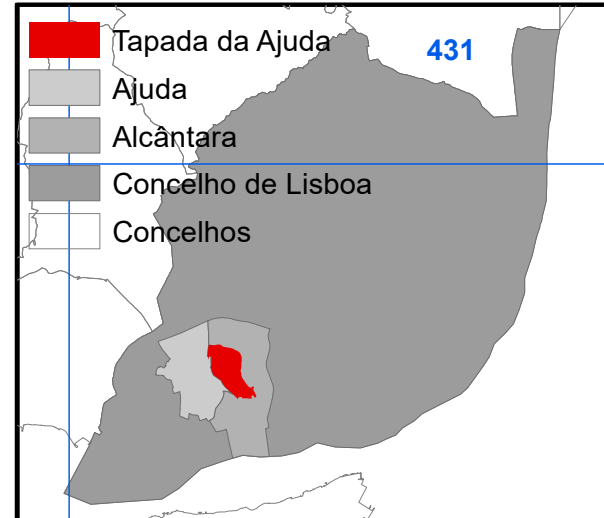 Tapada da Ajuda
431
Ajuda
Alcântara
Concelho de Lisboa
Concelhos